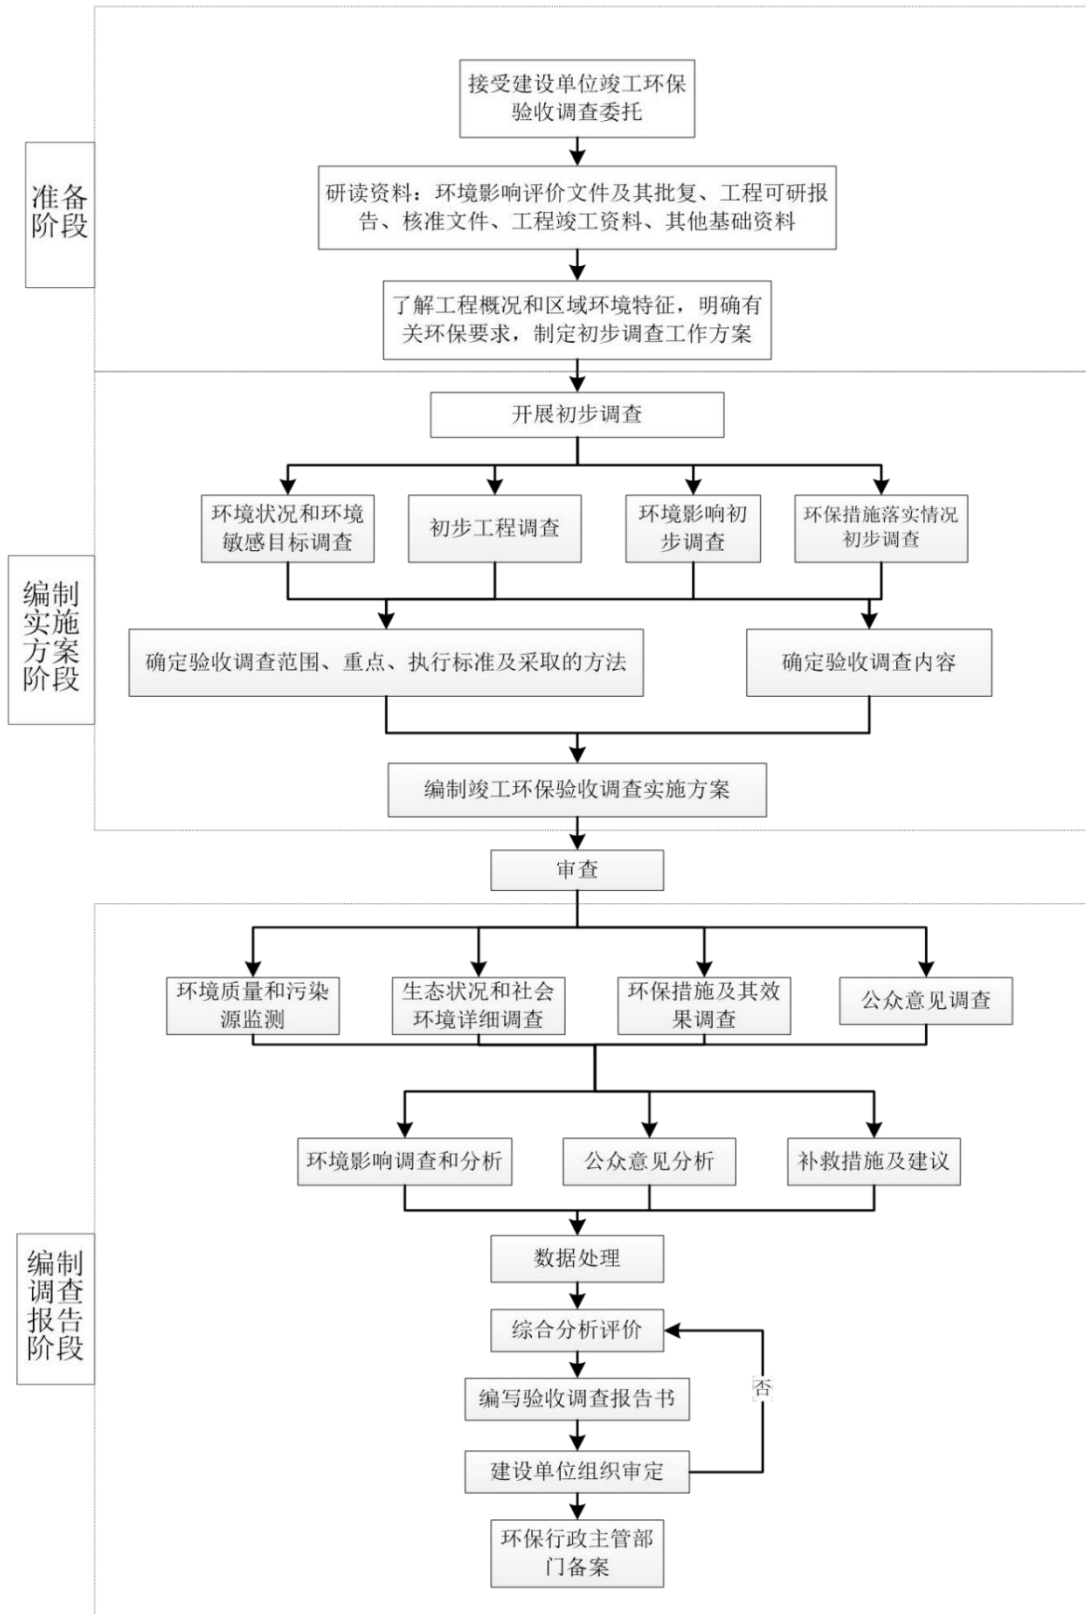 接受建设单位竣工环保
验收调查委托
准备
阶段
研读资料：环境影响评价文件及其批复、工程可研报
告、核准文件、工程竣工资料、其他基础资料
了解工程概况和区域环境特征，明确有
关环保要求，制定初步调查工作方案
开展初步调查
环境状况和环境
敏感目标调查
初步工程调查
环境影响初
步调查
环保措施落实情况
初步调查
编制
实施
方案
阶段
确定验收调查范围、重点、执行标准及采取的方法
确定验收调查内容
编制竣工环保验收调查实施方案
审查
环境质量和污染
源监测
生态状况和社会
环境详细调查
环保措施及其效
果调查
公众意见调查
环境影响调查和分析
公众意见分析
补救措施及建议
编制
调查
报告
阶段
数据处理
综合分析评价
否
编写验收调查报告书
建设单位组织审定
环保行政主管部
门备案